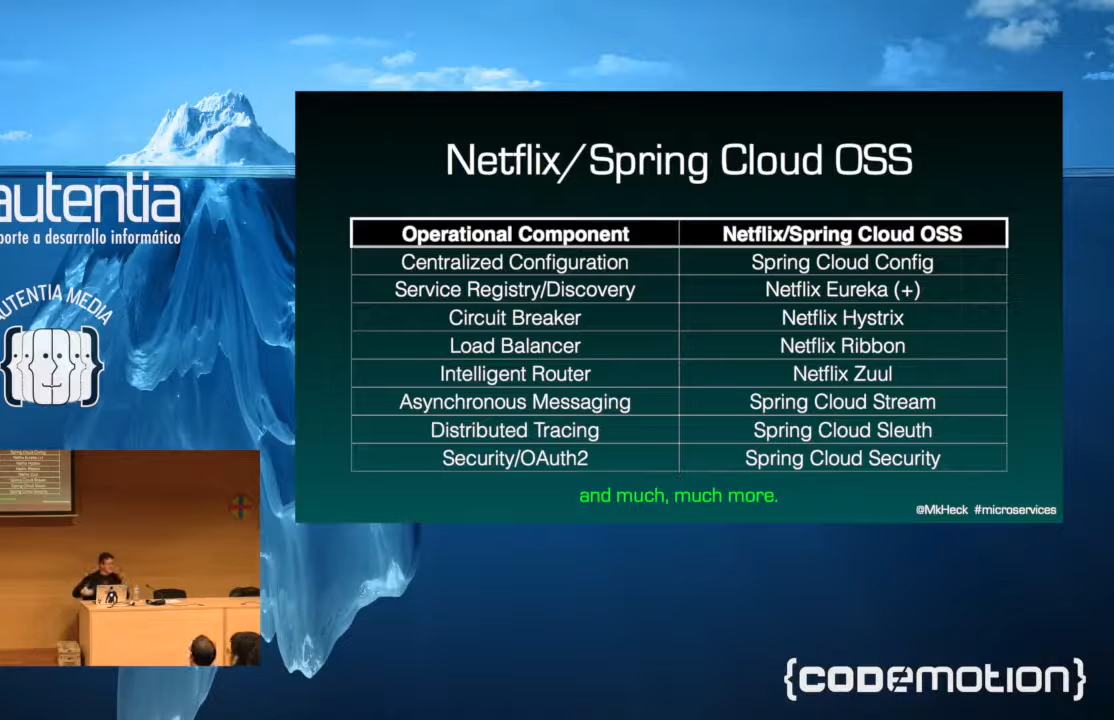 Netflix/Spring Cloud OSS
Operational Component Netflix/Spring Cloud OSS
Centralized Configuration Spring Cloud Config
Service Registry/Discovery Netflix Eureka (+)
Circuit Breaker Netflix Hystrix
Load Balancer Netflix Ribbon
Intelligent Router Netflix Zuul
Asynchronous Messaging Spring Cloud Stream
Distributed Tracing Spring Cloud Sleuth
Security/OAuth2 Spring Cloud Security
and much, much more.
@MkHeck #microservices
autentia
porte a desarrollo informático
AUTENTIA MEDIA
{CODEMOTION}